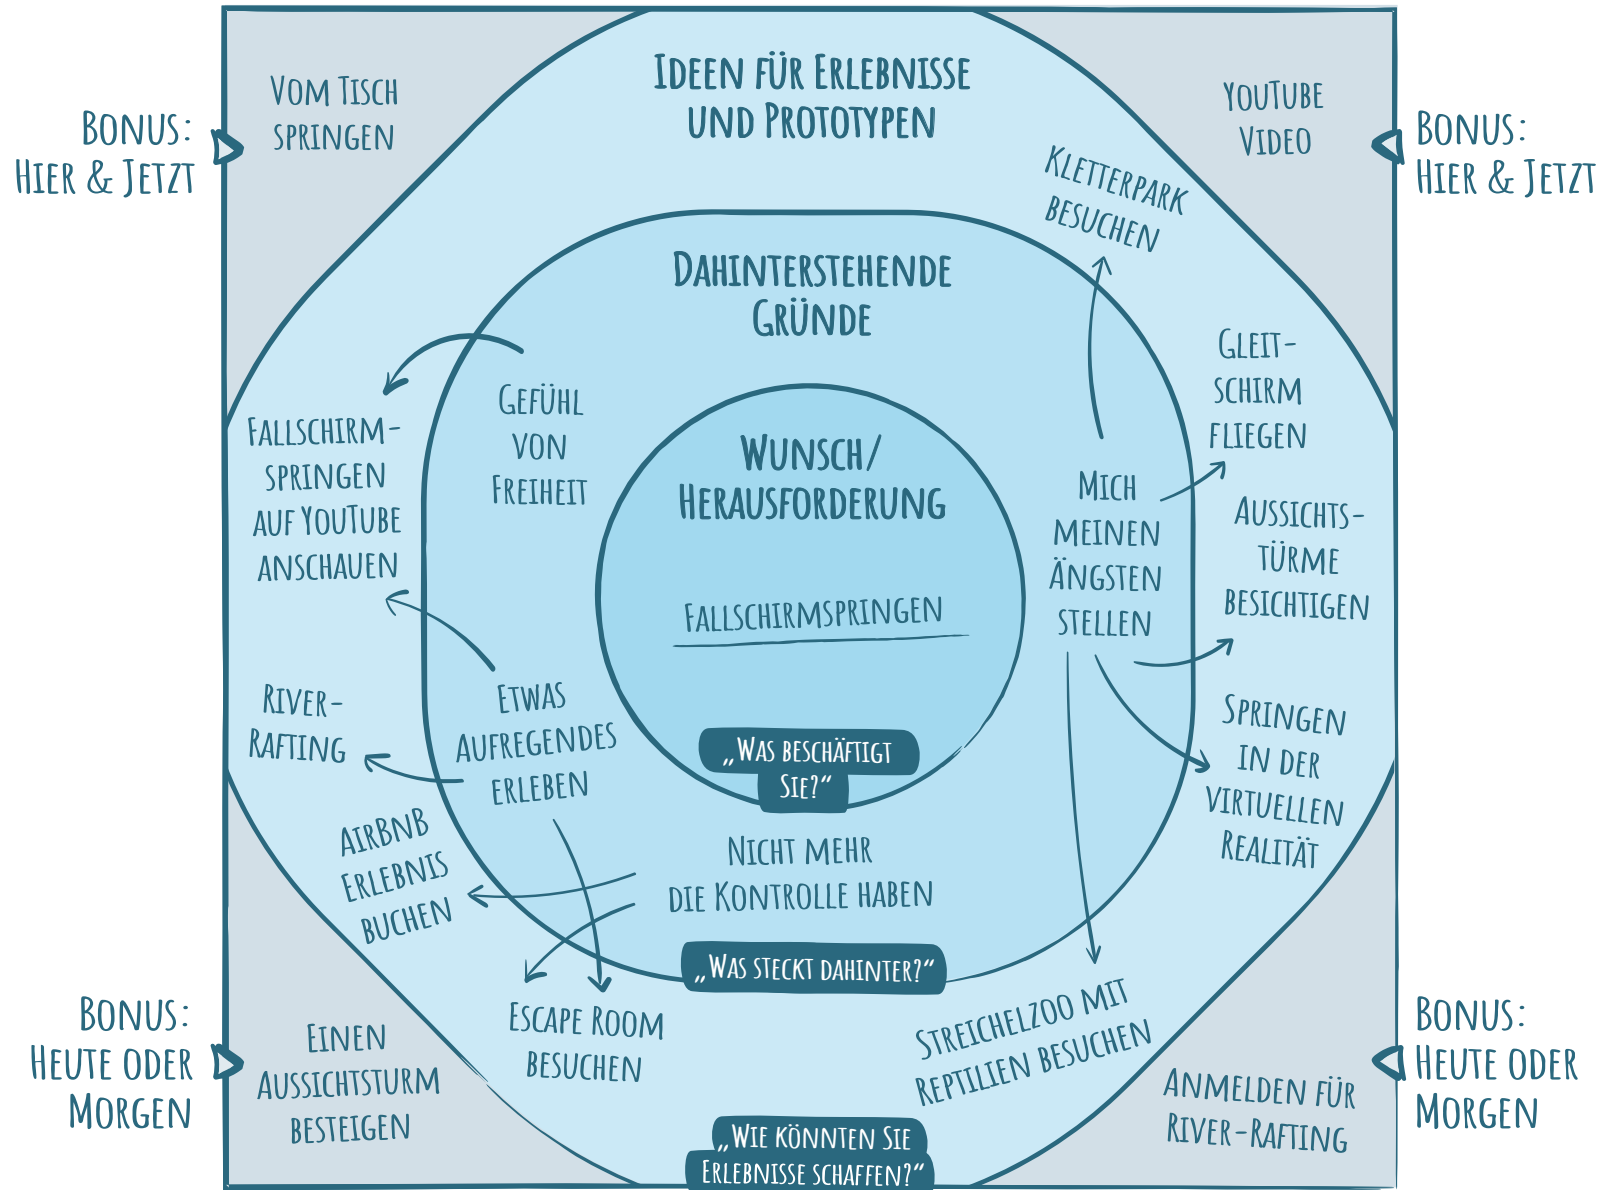 Bonus:
Hier & Jetzt
Vom Tisch
springen
Ideen für Erlebnisse
und Prototypen
YouTube
Video
Bonus:
Hier & Jetzt
Kletterpark
besuchen
Dahinterstehende
Gründe
Gleit-
schirm
fliegen
Gefühl
von
Freiheit
Fallschirm-
springen
auf YouTube
anschauen
Wunsch/
Herausforderung
Fallschirmspringen
Mich
meinen
Ängsten
stellen
Aussichts-
türme
besichtigen
River-
Rafting
Etwas
Aufregendes
erleben
„Was beschäftigt
Sie?“
Springen
in der
virtuellen
Realität
AirBnB
Erlebnis
buchen
Nicht mehr
die Kontrolle haben
„Was steckt dahinter?“
Escape Room
besuchen
Streichelzoo mit
Reptilien besuchen
Bonus:
Heute oder
Morgen
Einen
Aussichtsturm
besteigen
„Wie könnten Sie
Erlebnisse schaffen?“
Anmelden für
River-Rafting
Bonus:
Heute oder
Morgen